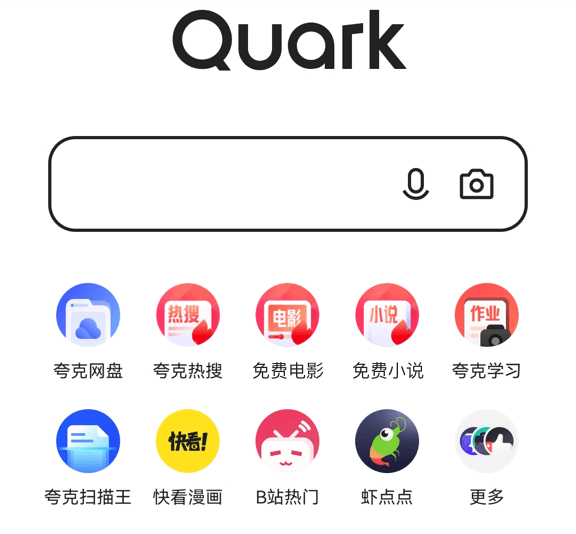 Quark
热搜
电影
小说
作业
夸克网盘
夸克热搜
免费电影
免费小说
夸克学习
快看!
夸克扫描王
快看漫画
B站热门
虾点点
更多